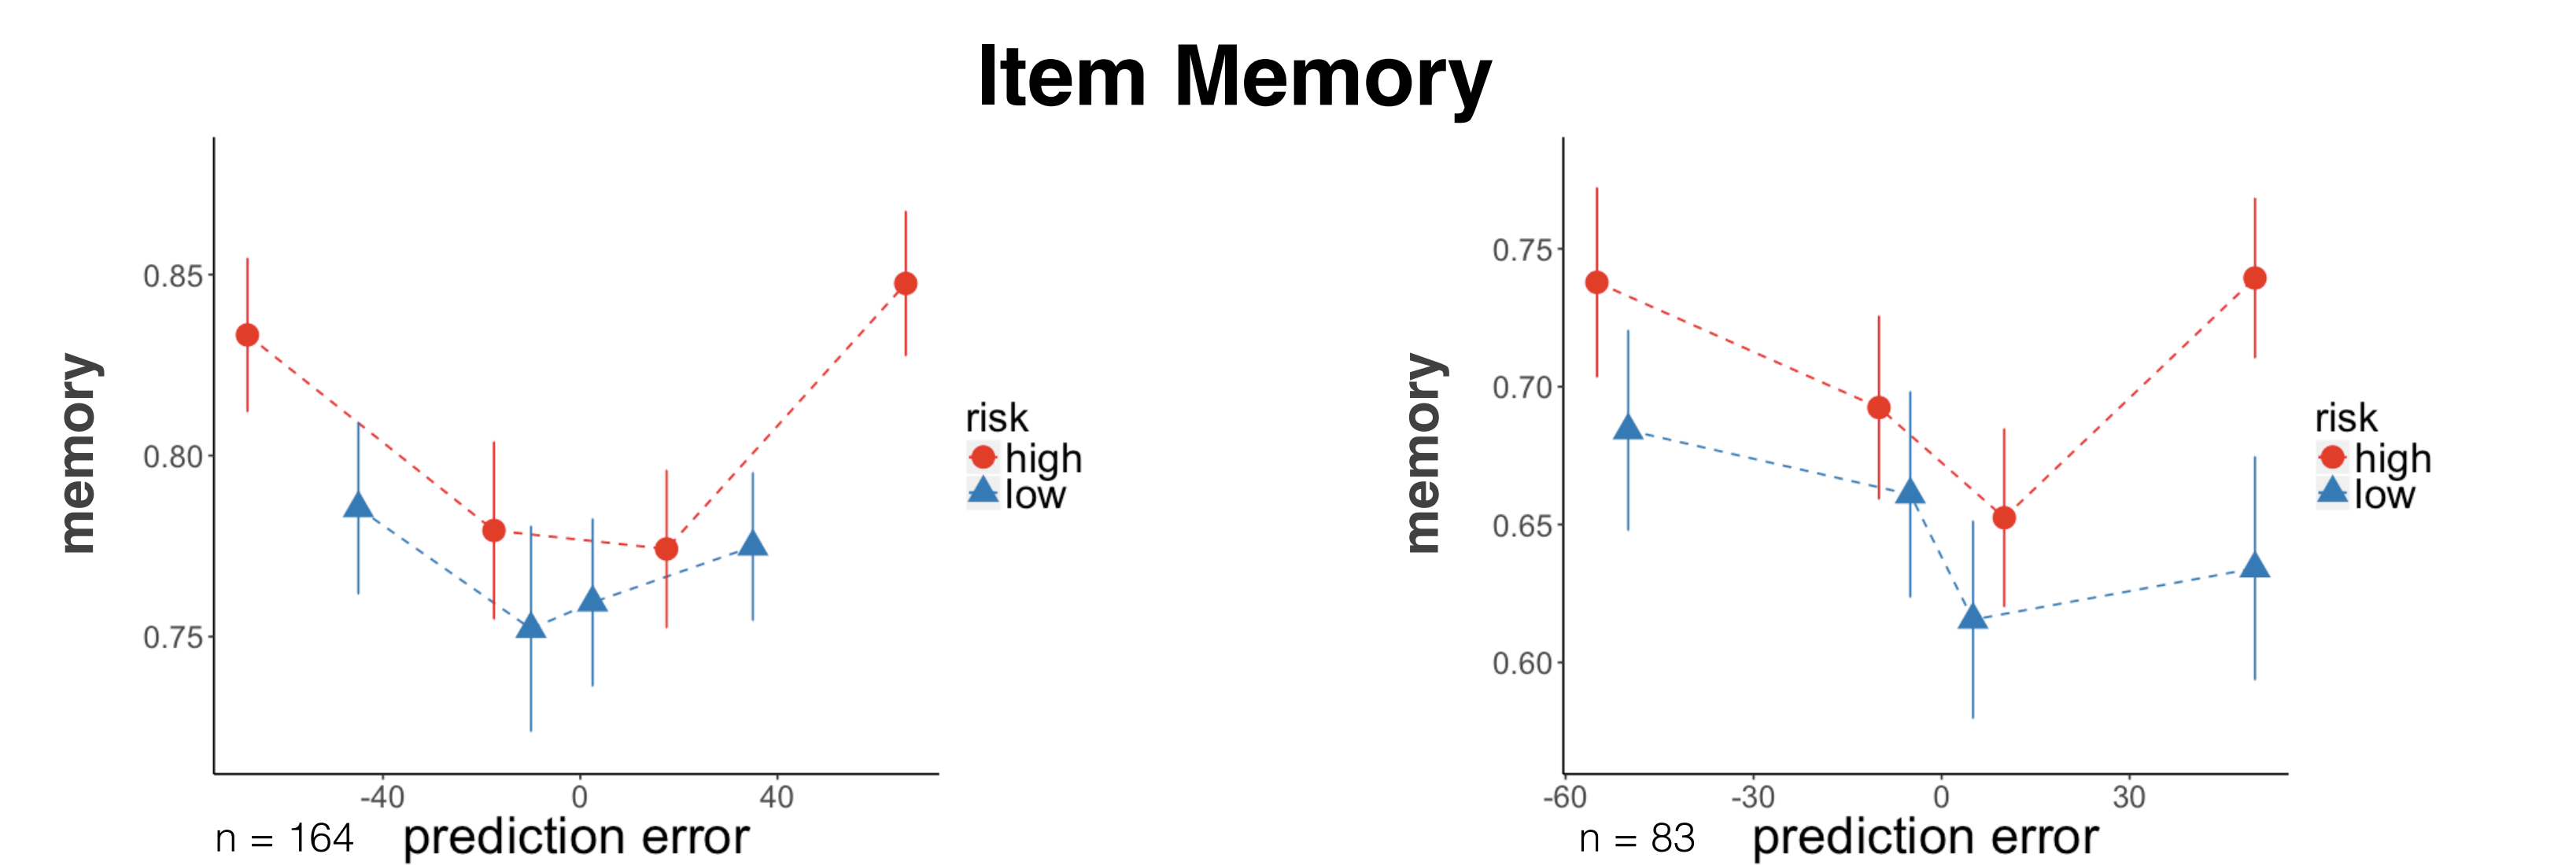 Item Memory
memory
0.85
0.80
0.75
-40 0 40
n = 164 prediction error
risk
high
low
memory
0.75
0.70
0.65
0.60
-60 -30 0 30
n = 83 prediction error
risk
high
low